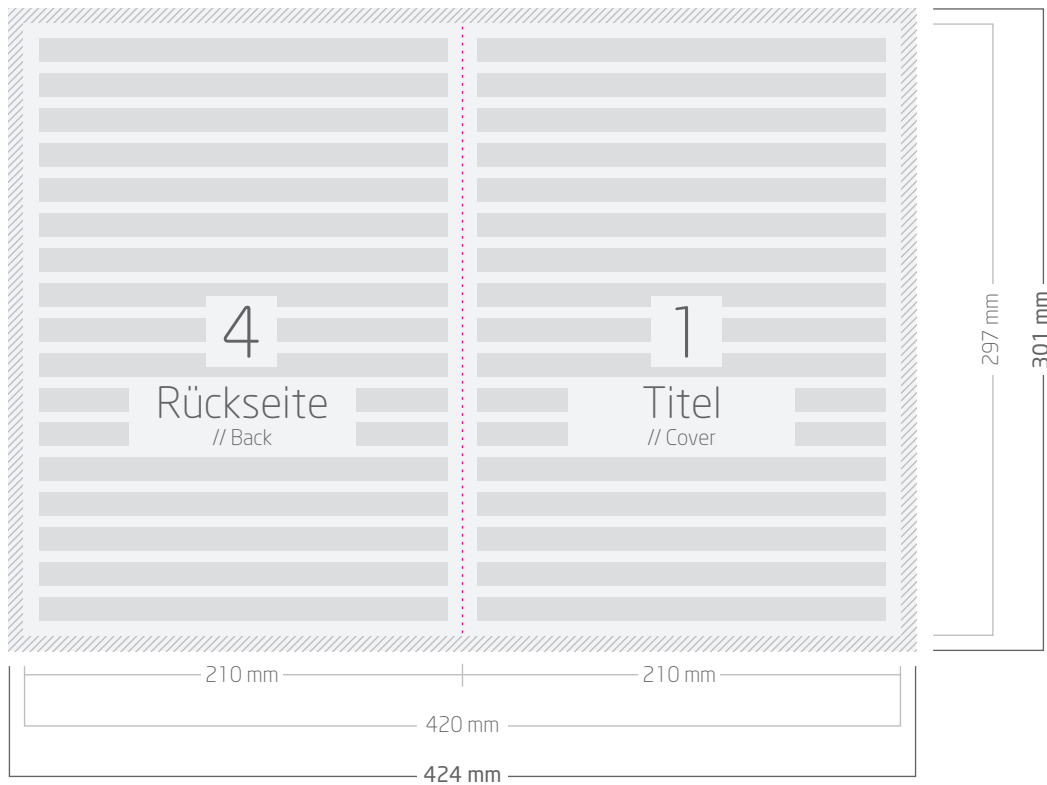 4
Rückseite
// Back
1
Titel
// Cover
297 mm
301 mm
210 mm
210 mm
420 mm
424 mm